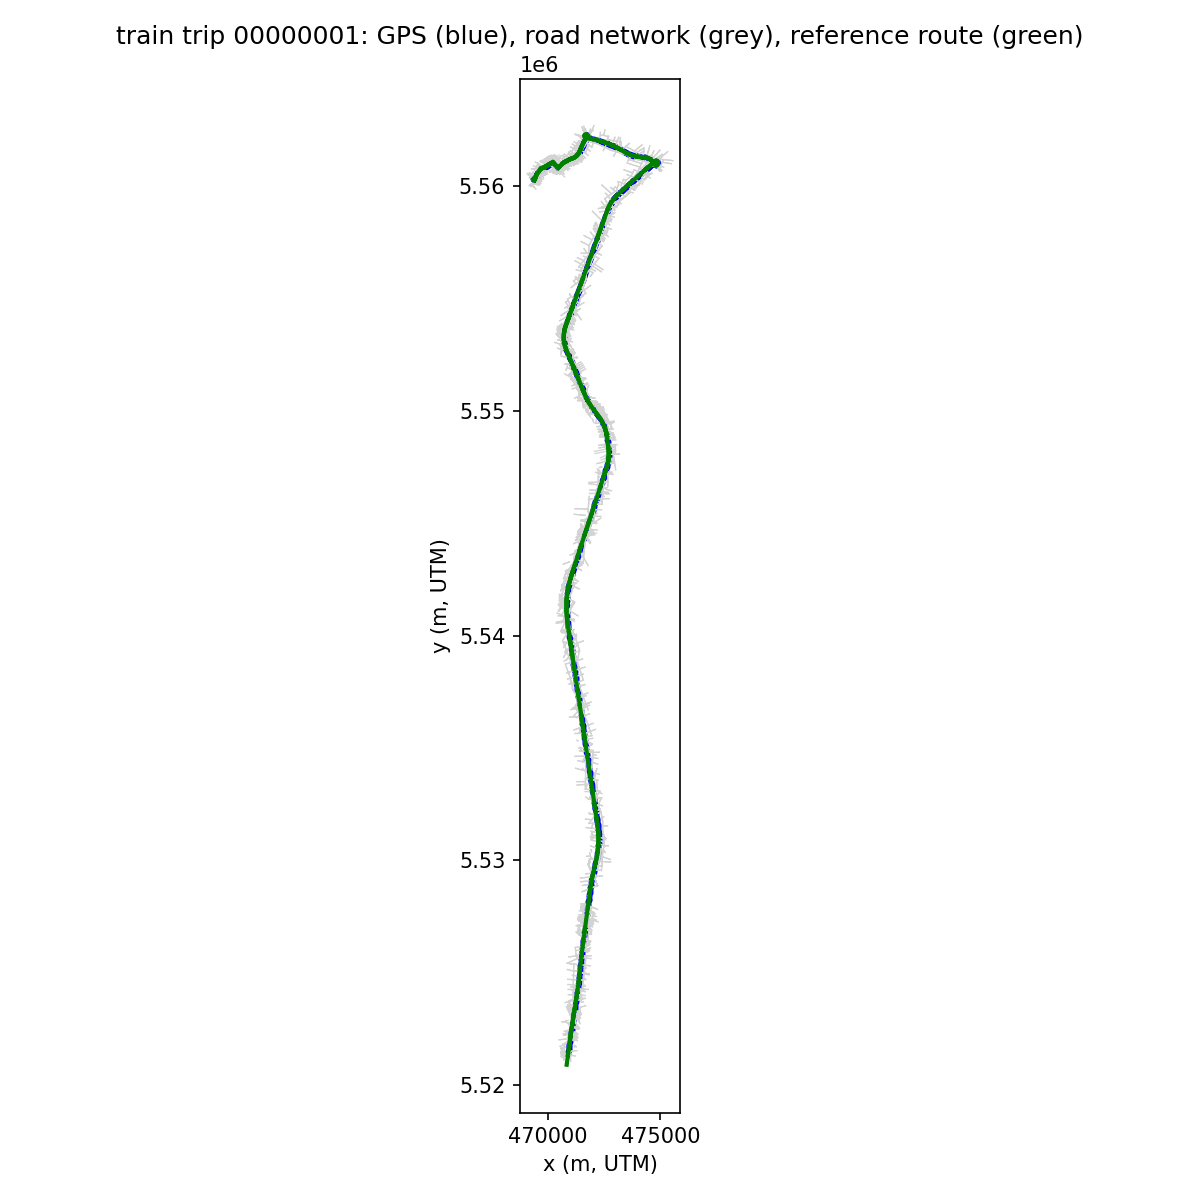 train trip 00000001: GPS (blue), road network (grey), reference route (green)
1e6
5.56
5.55
5.54
5.53
5.52
y (m, UTM)
470000 475000
x (m, UTM)